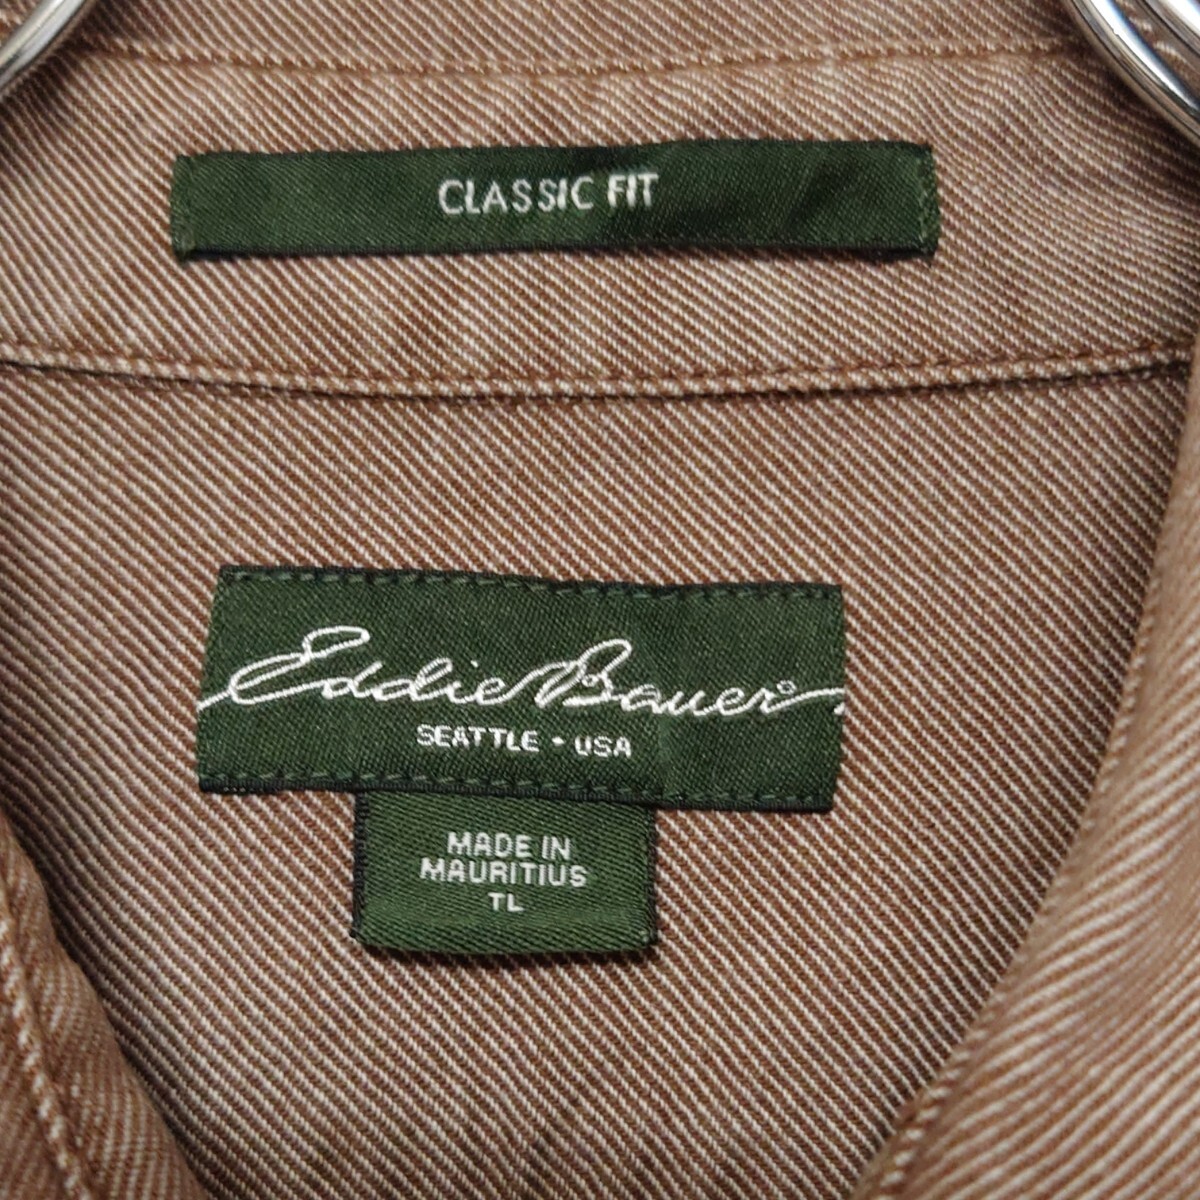 CLASSIC FIT
Eddie Bauer®
SEATTLE • USA
MADE IN
MAURITIUS
TL